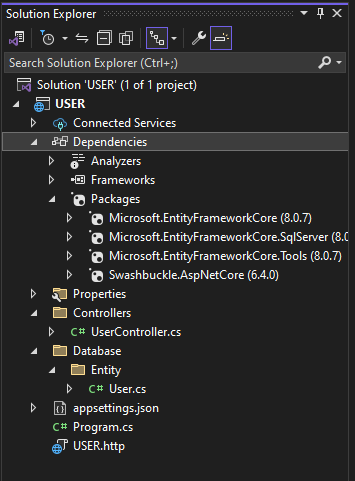 Solution Explorer
Search Solution Explorer (Ctrl+;)
Solution 'USER' (1 of 1 project)
USER
Connected Services
Dependencies
Analyzers
Frameworks
Packages
Microsoft.EntityFrameworkCore (8.0.7)
Microsoft.EntityFrameworkCore.SqlServer (8.0.7)
Microsoft.EntityFrameworkCore.Tools (8.0.7)
Swashbuckle.AspNetCore (6.4.0)
Properties
Controllers
C# UserController.cs
Database
Entity
C# User.cs
appsettings.json
C# Program.cs
USER.http